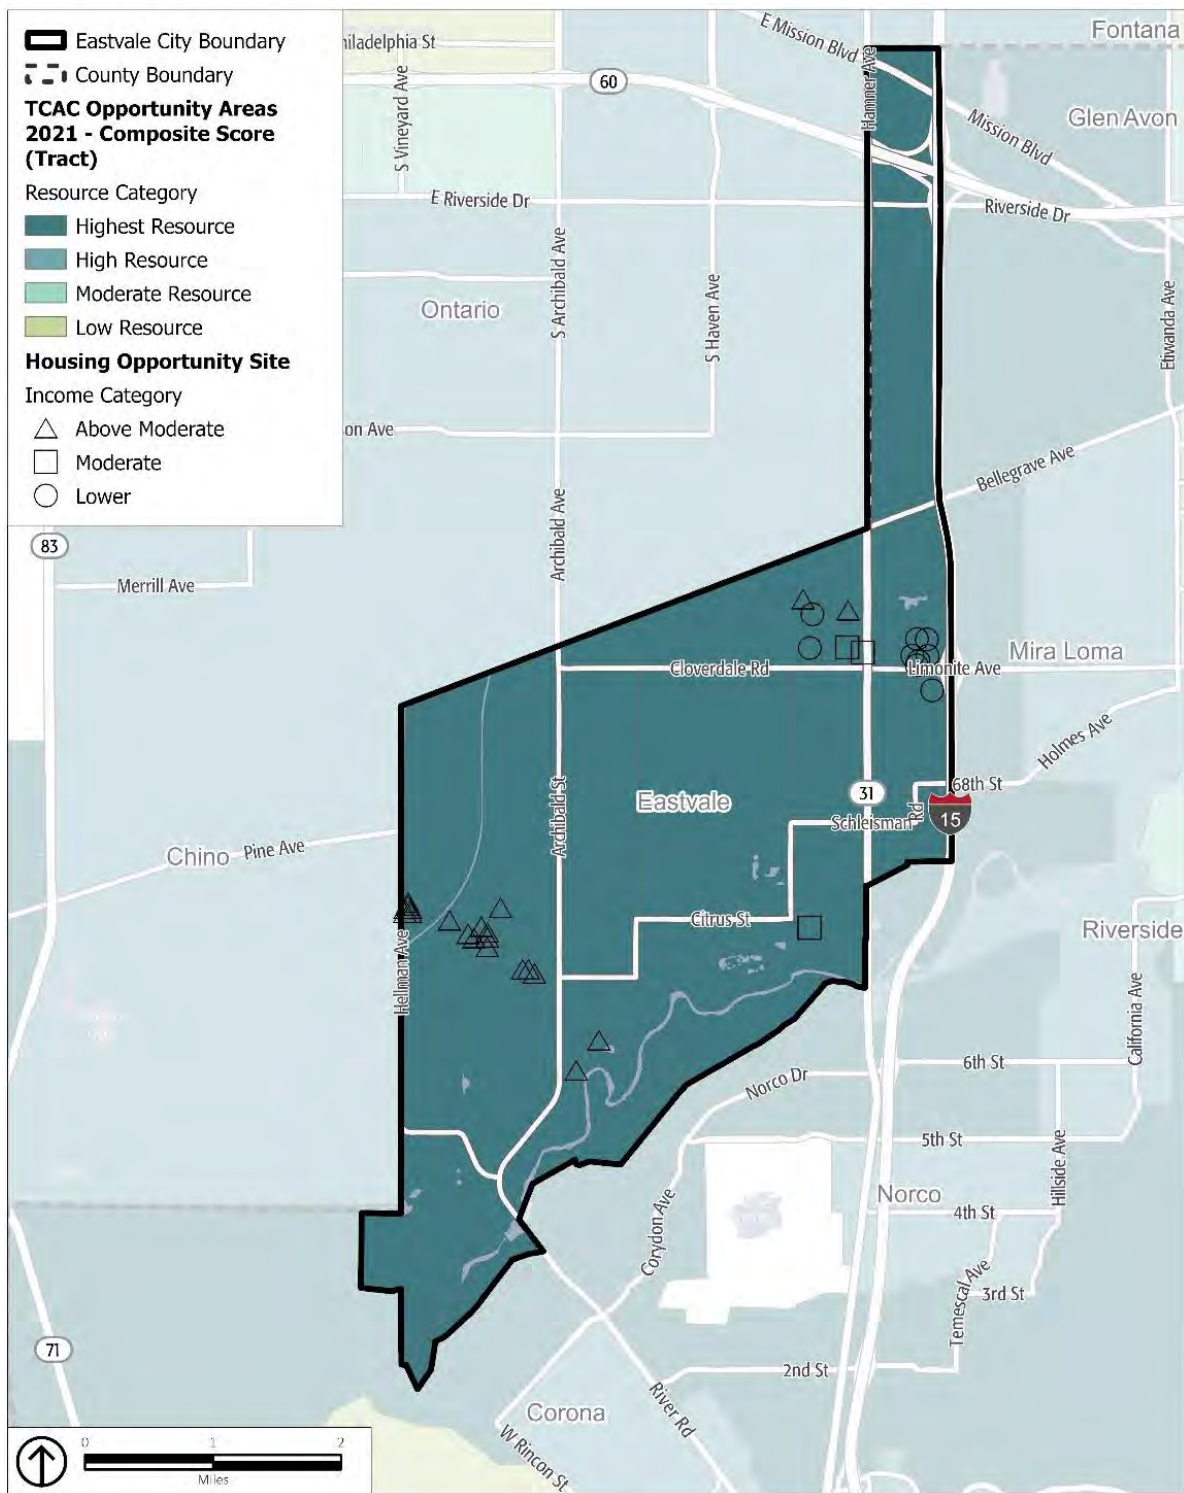 Eastvale City Boundary
County Boundary
TCAC Opportunity Areas
2021 - Composite Score
(Tract)
Resource Category
Highest Resource
High Resource
Moderate Resource
Low Resource
Housing Opportunity Site
Income Category
Above Moderate
Moderate
Lower
hiladelphia St
E Mission Blvd
Fontana
60
S Vineyard Ave
Hamner Ave
Glen Avon
Mission Blvd
E Riverside Dr
Riverside Dr
S Archibald Ave
S Haven Ave
Etiwanda Ave
Ontario
on Ave
Bellegrave Ave
Archibald Ave
83
Merrill Ave
Mira Loma
Cloverdale Rd
Limonite Ave
Holmes Ave
68th St
Eastvale
31
Archibald St
Schleisman
Rd
15
Chino
Pine Ave
Citrus St
Riverside
Hellman Ave
California Ave
6th St
Norco Dr
5th St
Hillside Ave
Norco
4th St
Corydon Ave
Temescal Ave
3rd St
71
2nd St
River Rd
Corona
W Rincon St
0 1 2
Miles